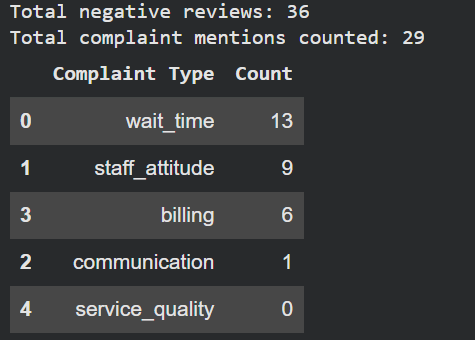 Total negative reviews: 36
Total complaint mentions counted: 29
Complaint Type Count
0 wait_time 13
1 staff_attitude 9
3 billing 6
2 communication 1
4 service_quality 0